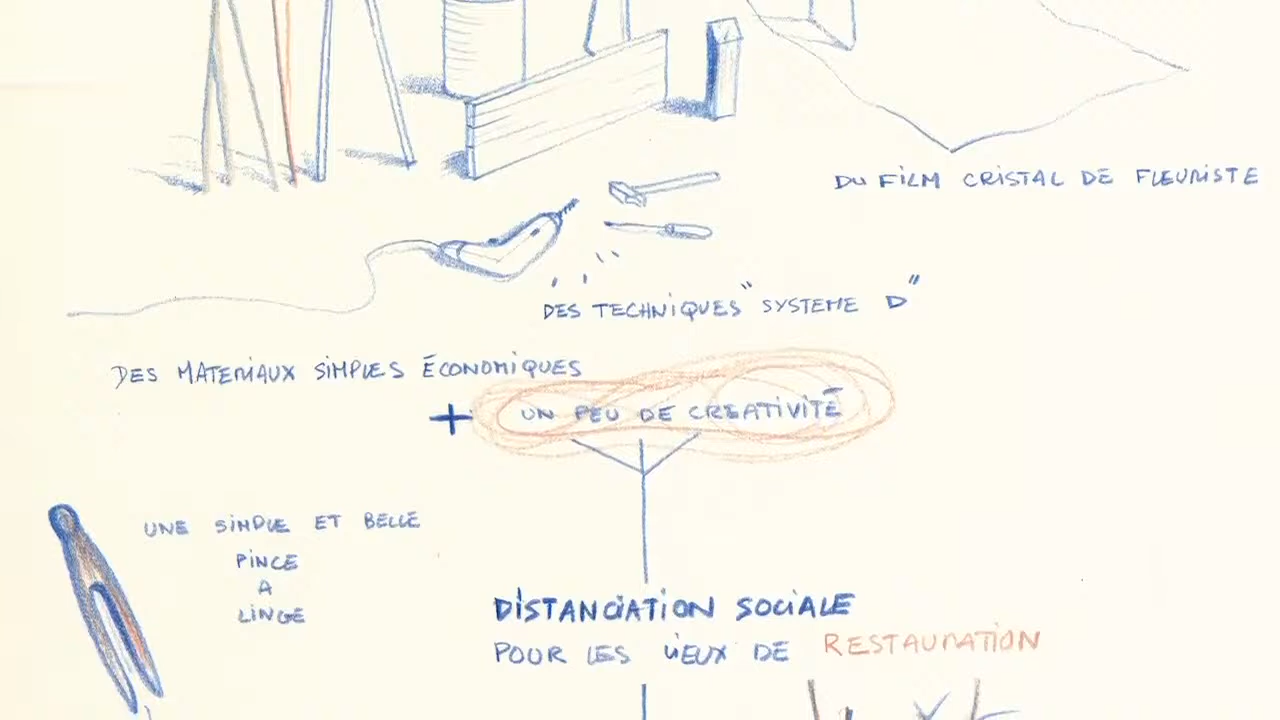 DU FILM CRISTAL DE FLEURISTE
DES TECHNIQUES "SYSTEME D"
DES MATERIAUX SIMPLES ÉCONOMIQUES
+ UN PEU DE CREATIVITÉ
UNE SIMPLE ET BELLE
PINCE
A
LINGE
DISTANCIATION SOCIALE
POUR LES LIEUX DE RESTAURATION